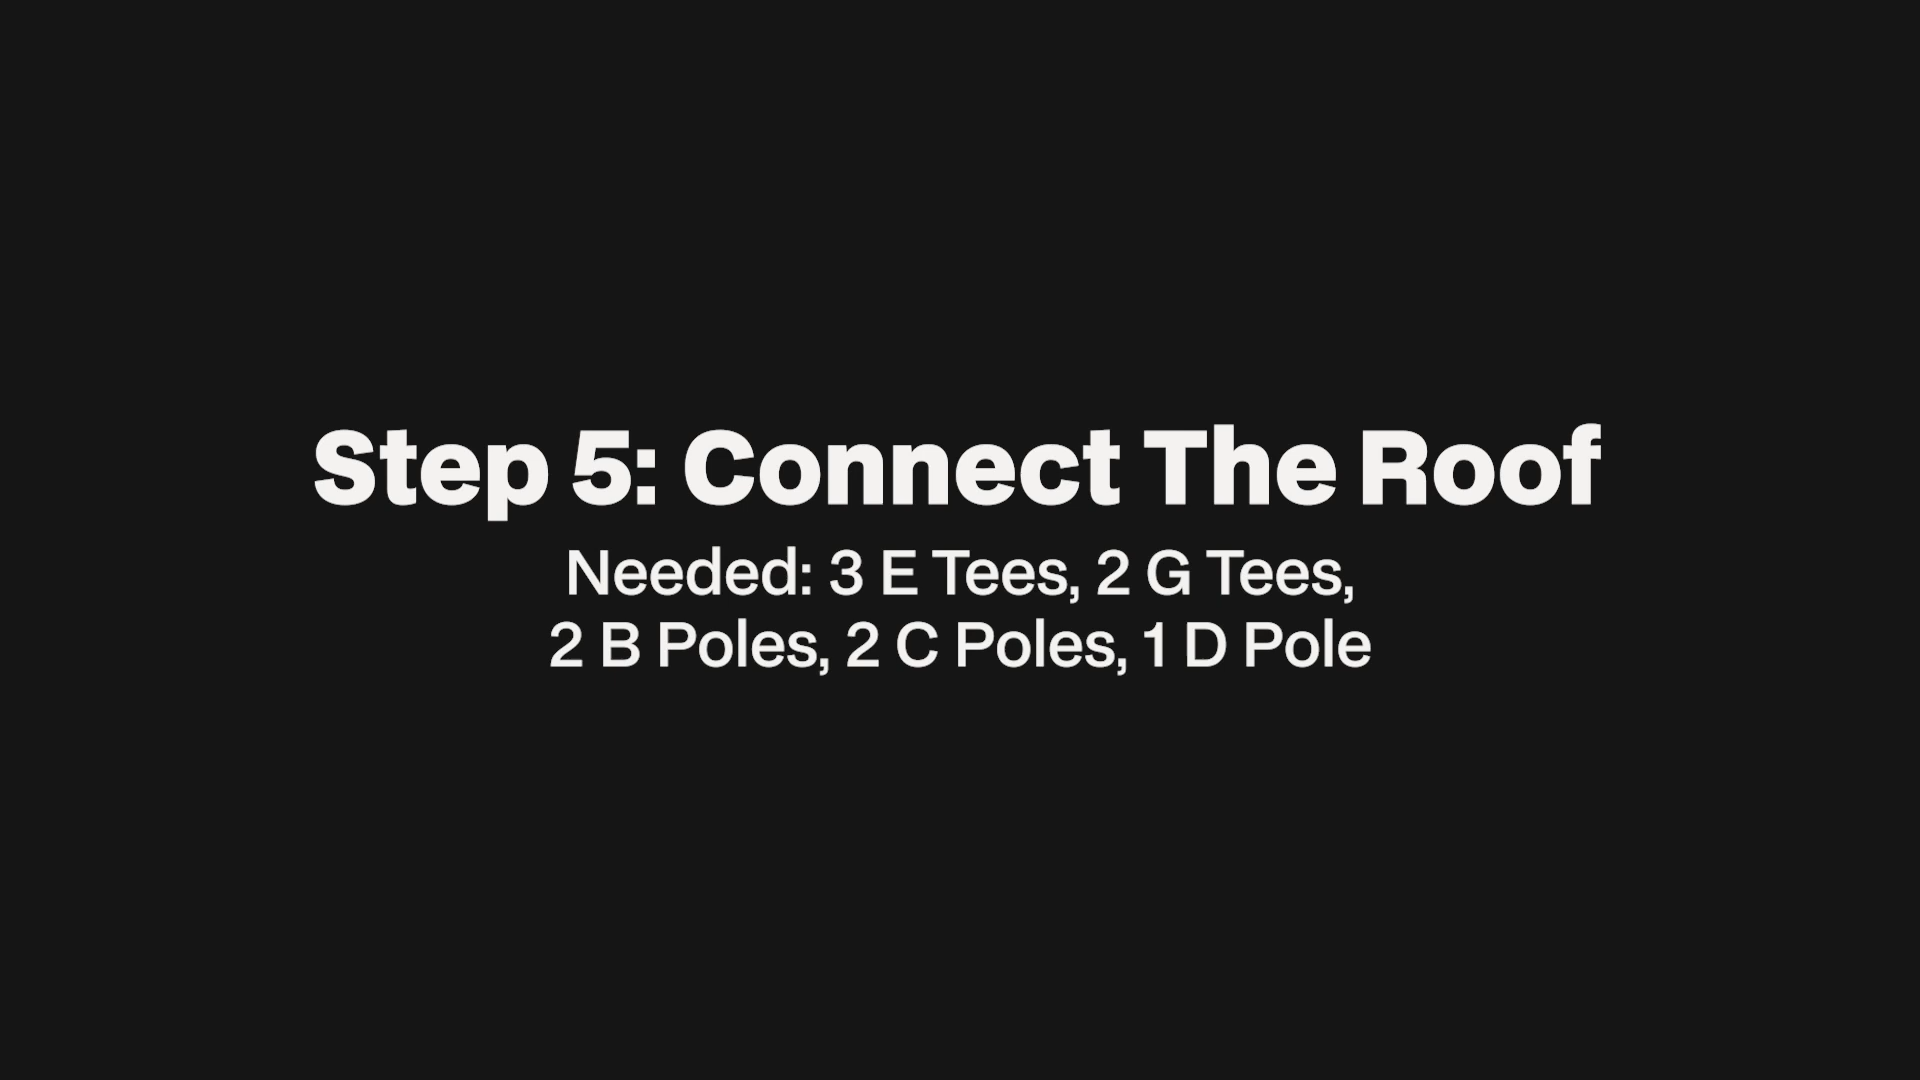 Step 5: Connect The Roof
Needed: 3 E Tees, 2 G Tees,
2 B Poles, 2 C Poles, 1 D Pole